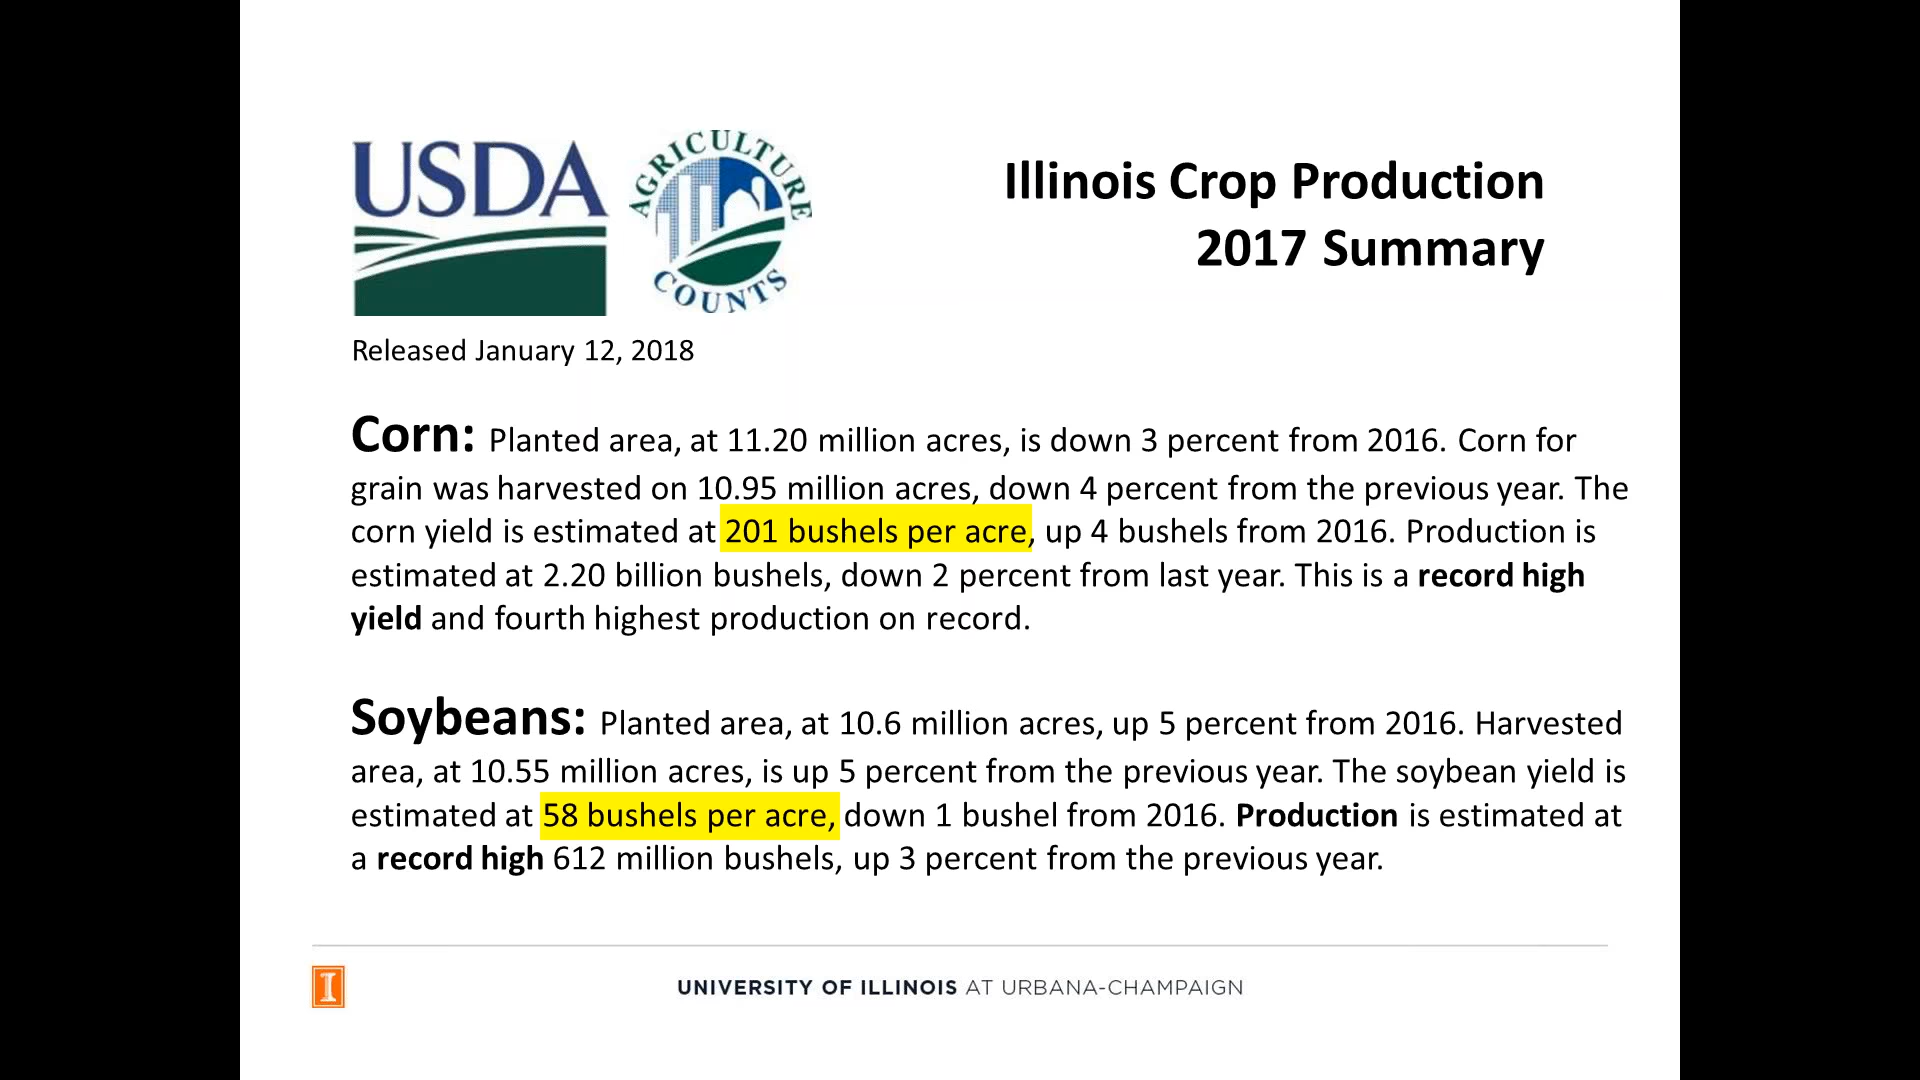 USDA
AGRICULTURE
COUNTS
Illinois Crop Production
2017 Summary
Released January 12, 2018
Corn: Planted area, at 11.20 million acres, is down 3 percent from 2016. Corn for
grain was harvested on 10.95 million acres, down 4 percent from the previous year. The
corn yield is estimated at 201 bushels per acre, up 4 bushels from 2016. Production is
estimated at 2.20 billion bushels, down 2 percent from last year. This is a record high
yield and fourth highest production on record.
Soybeans: Planted area, at 10.6 million acres, up 5 percent from 2016. Harvested
area, at 10.55 million acres, is up 5 percent from the previous year. The soybean yield is
estimated at 58 bushels per acre, down 1 bushel from 2016. Production is estimated at
a record high 612 million bushels, up 3 percent from the previous year.
I
UNIVERSITY OF ILLINOIS AT URBANA-CHAMPAIGN